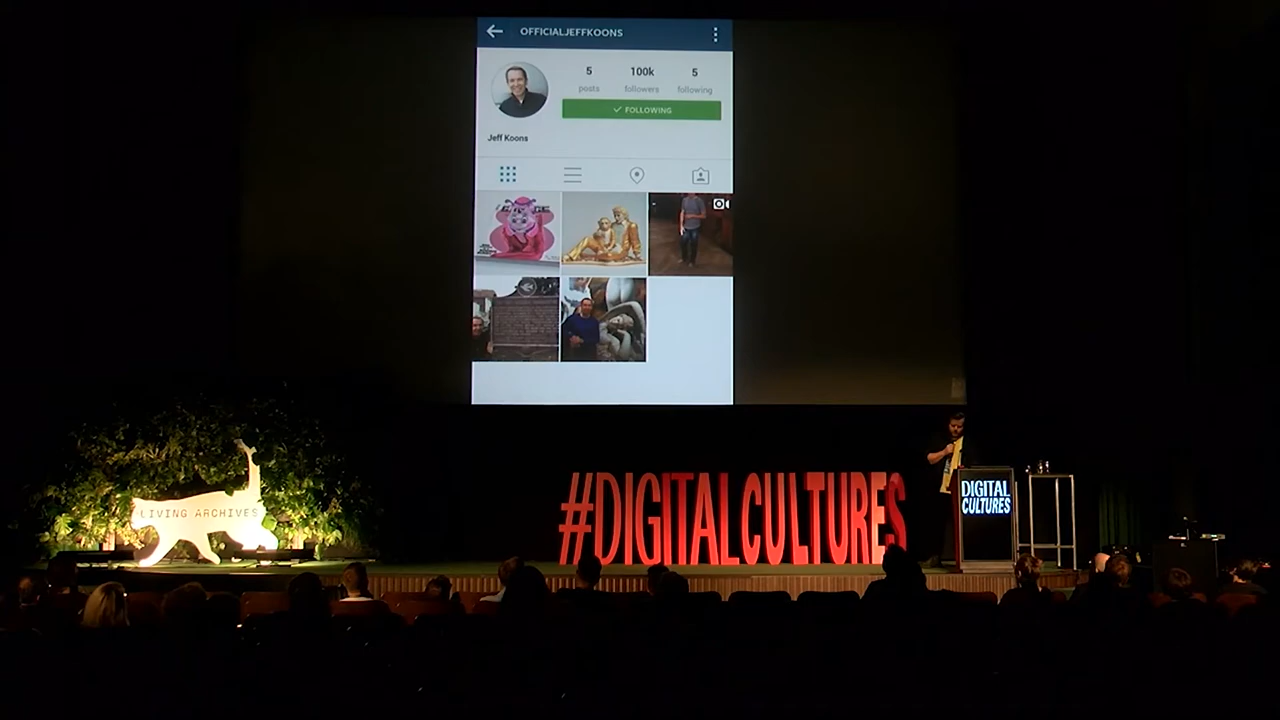 OFFICIALJEFFKOONS
5 100k 5
posts followers following
✓ FOLLOWING
Jeff Koons
LIVING ARCHIVES
#DIGITALCULTURES
DIGITAL
CULTURES